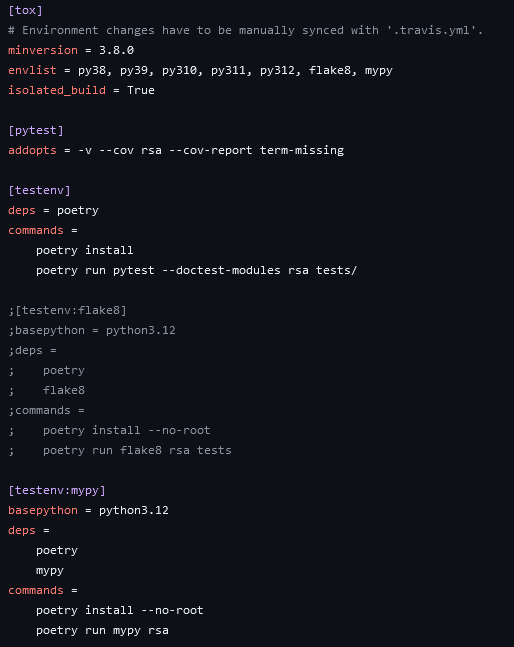 [tox]
# Environment changes have to be manually synced with '.travis.yml'.
minversion = 3.8.0
envlist = py38, py39, py310, py311, py312, flake8, mypy
isolated_build = True

[pytest]
addopts = -v --cov rsa --cov-report term-missing

[testenv]
deps = poetry
commands =
    poetry install
    poetry run pytest --doctest-modules rsa tests/

;[testenv:flake8]
;basepython = python3.12
;deps =
;    poetry
;    flake8
;commands =
;    poetry install --no-root
;    poetry run flake8 rsa tests

[testenv:mypy]
basepython = python3.12
deps =
    poetry
    mypy
commands =
    poetry install --no-root
    poetry run mypy rsa